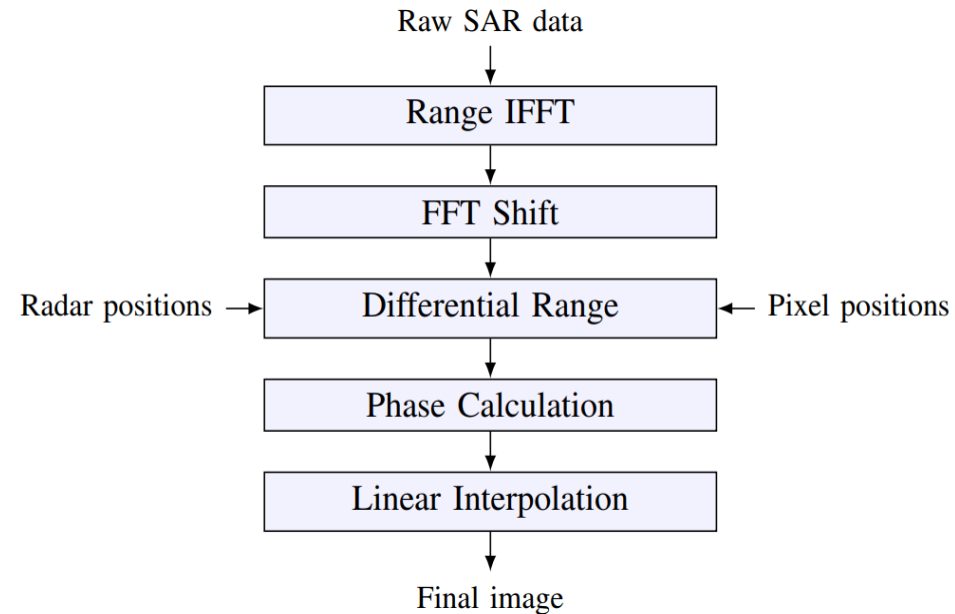 Raw SAR data
Range IFFT
FFT Shift
Radar positions
Differential Range
Pixel positions
Phase Calculation
Linear Interpolation
Final image